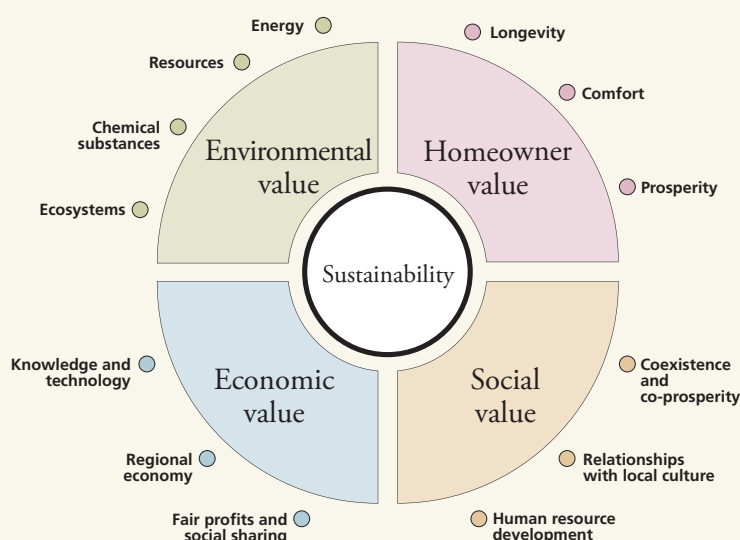 Energy
Resources
Chemical
substances
Ecosystems
Environmental
value
Longevity
Comfort
Prosperity
Homeowner
value
Sustainability
Knowledge and
technology
Regional
economy
Fair profits and
social sharing
Economic
value
Social
value
Coexistence
and
co-prosperity
Relationships
with local culture
Human resource
development